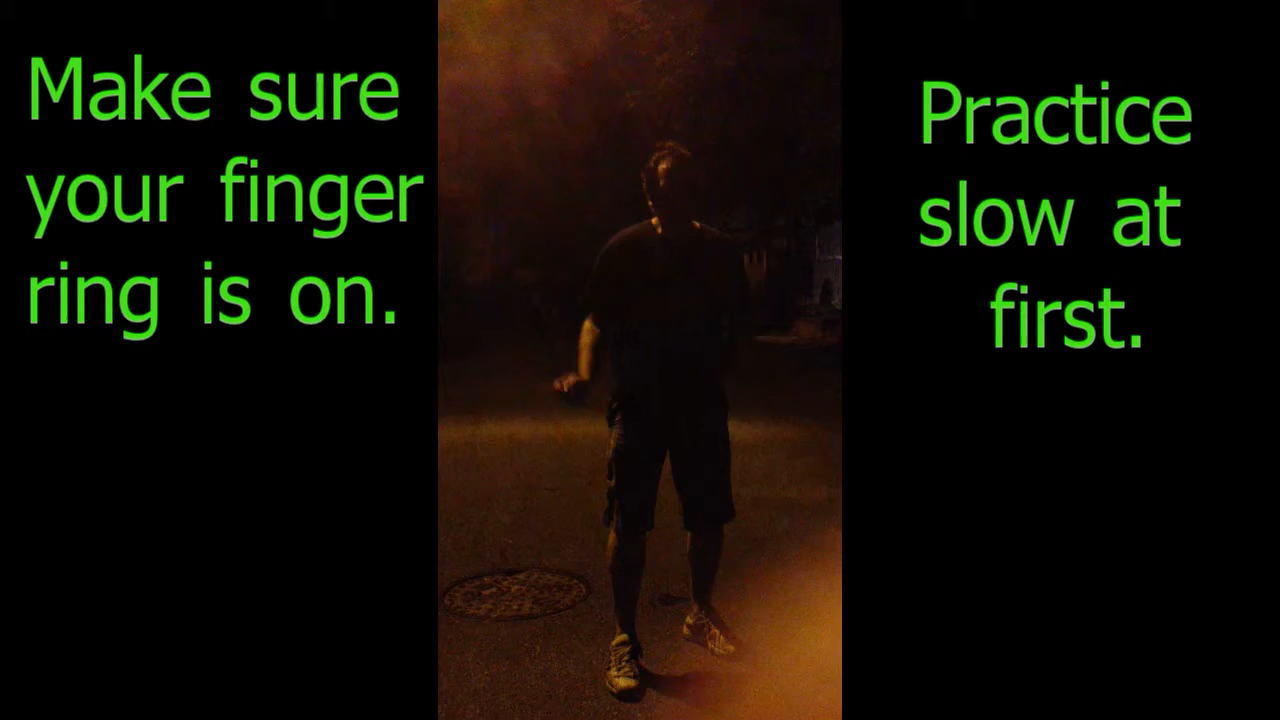 Make sure
your finger
ring is on.
Practice
slow at
first.